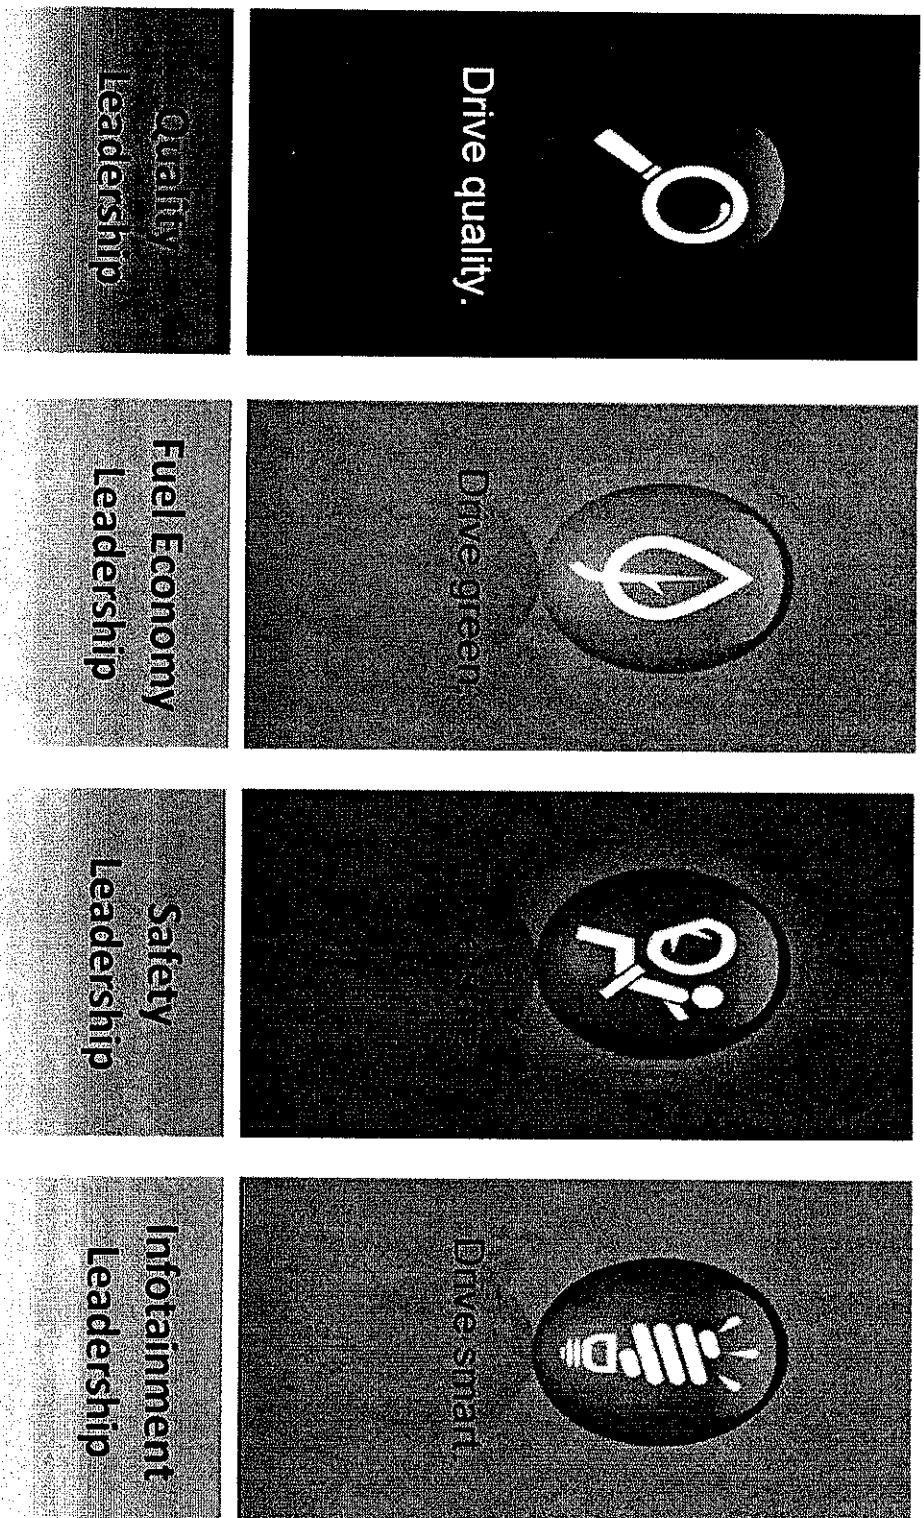 Drive quality.
Quality
Leadership
Drive green.
Fuel Economy
Leadership
Safety
Leadership
Drive smart.
Infotainment
Leadership